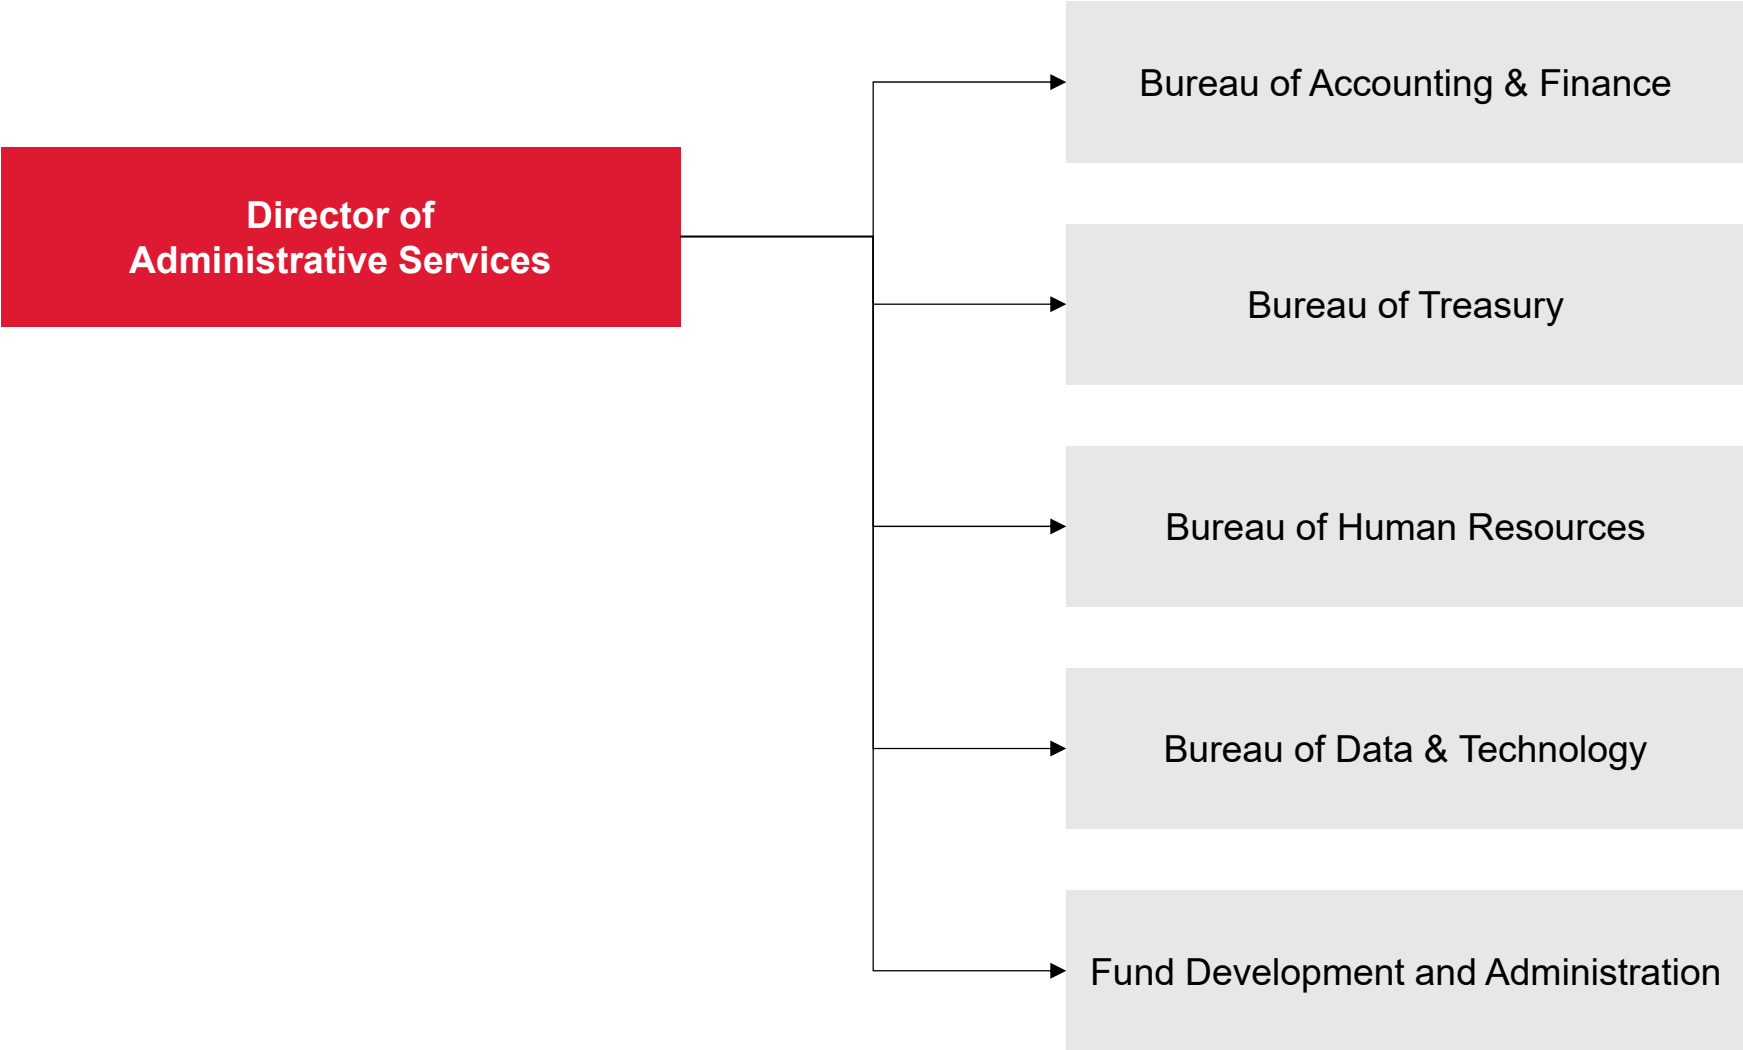 Director of
Administrative Services
Bureau of Accounting & Finance
Bureau of Treasury
Bureau of Human Resources
Bureau of Data & Technology
Fund Development and Administration